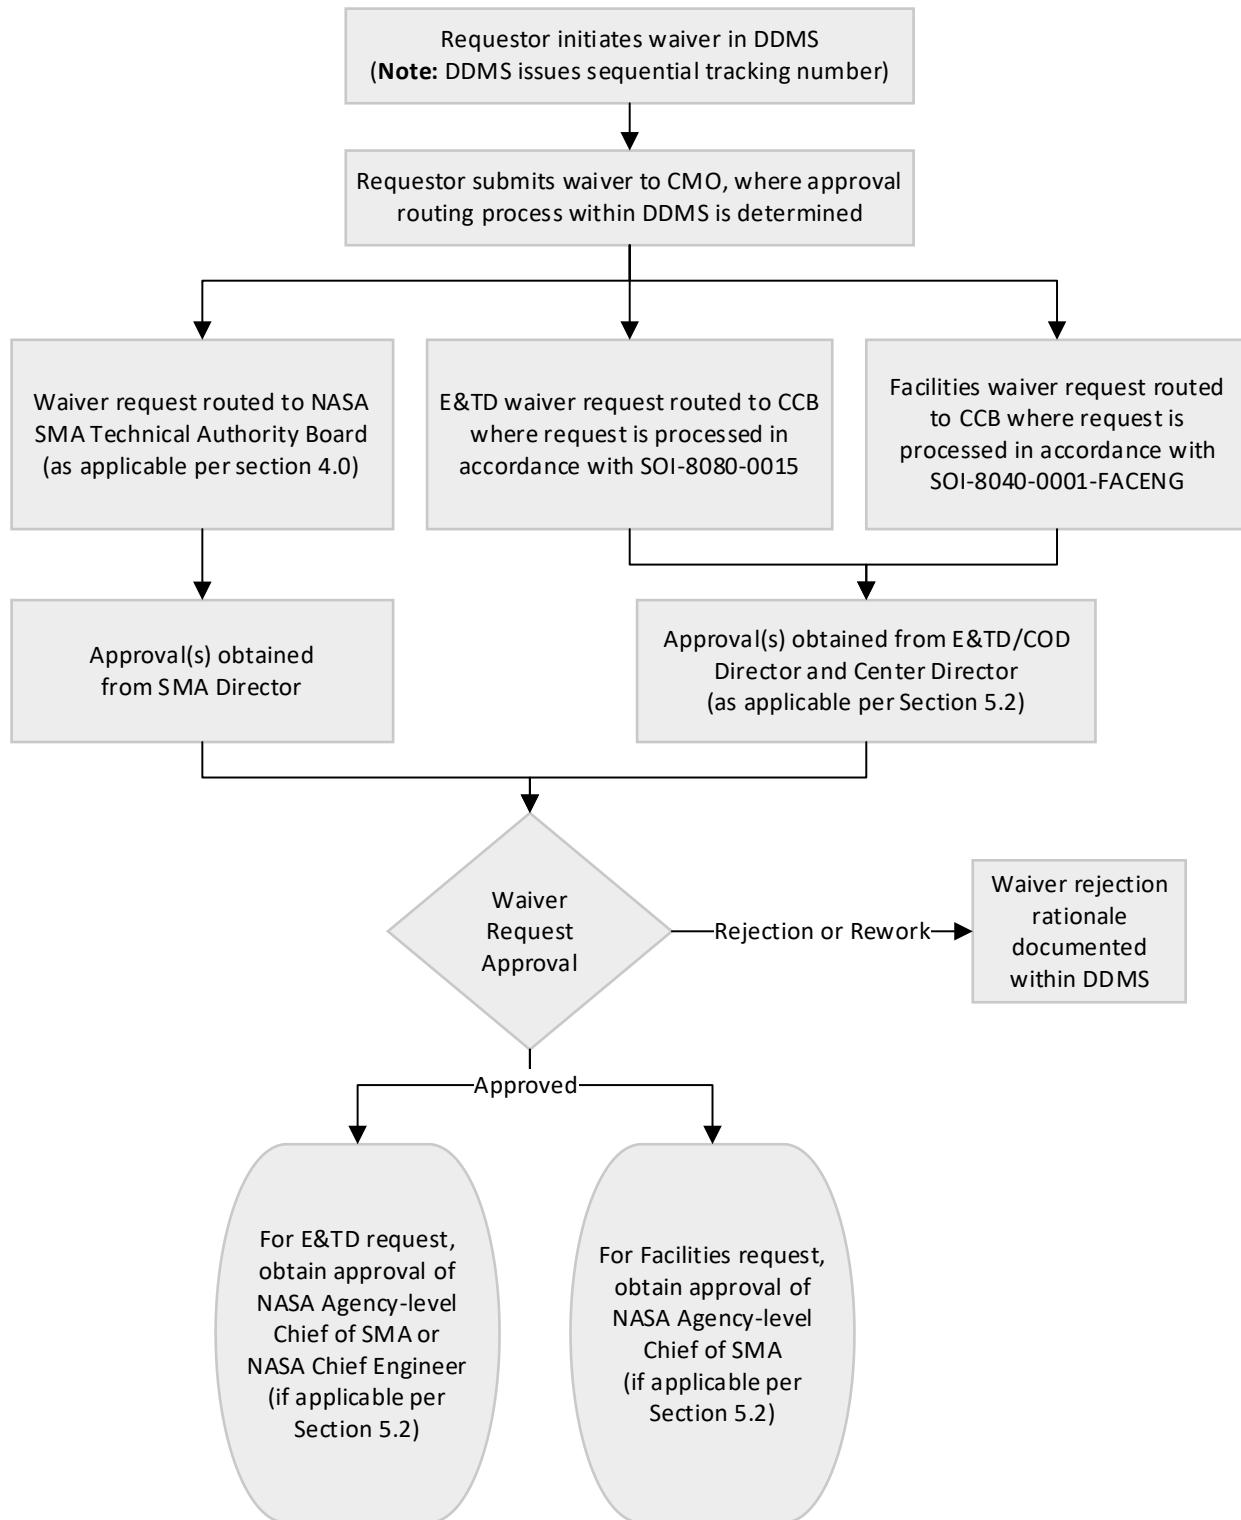 Requestor initiates waiver in DDMS
(Note: DDMS issues sequential tracking number)
Requestor submits waiver to CMO, where approval
routing process within DDMS is determined
Waiver request routed to NASA
SMA Technical Authority Board
(as applicable per section 4.0)
E&TD waiver request routed to CCB
where request is processed in
accordance with SOI-8080-0015
Facilities waiver request routed
to CCB where request is
processed in accordance with
SOI-8040-0001-FACENG
Approval(s) obtained
from SMA Director
Approval(s) obtained from E&TD/COD
Director and Center Director
(as applicable per Section 5.2)
Waiver
Request
Approval
Rejection or Rework
Waiver rejection
rationale
documented
within DDMS
Approved
For E&TD request,
obtain approval of
NASA Agency-level
Chief of SMA or
NASA Chief Engineer
(if applicable per
Section 5.2)
For Facilities request,
obtain approval of
NASA Agency-level
Chief of SMA
(if applicable per
Section 5.2)